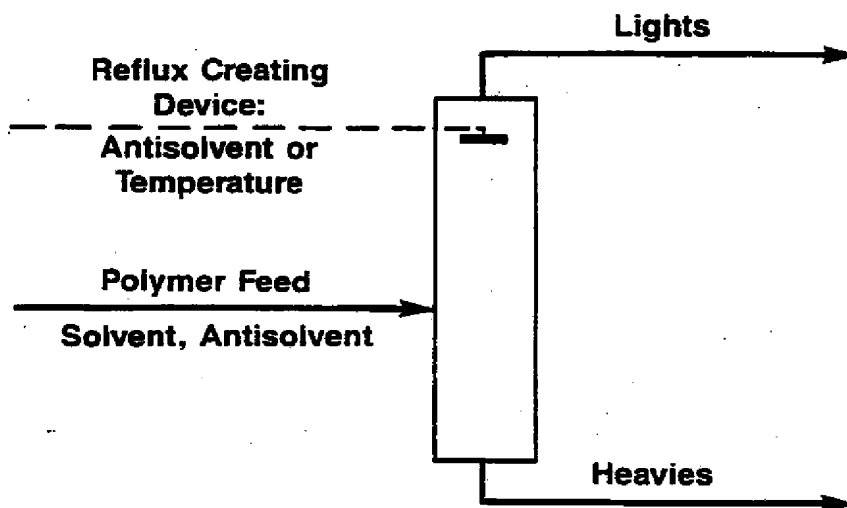 Lights
Reflux Creating
Device:
Antisolvent or
Temperature
Polymer Feed
Solvent, Antisolvent
Heavies